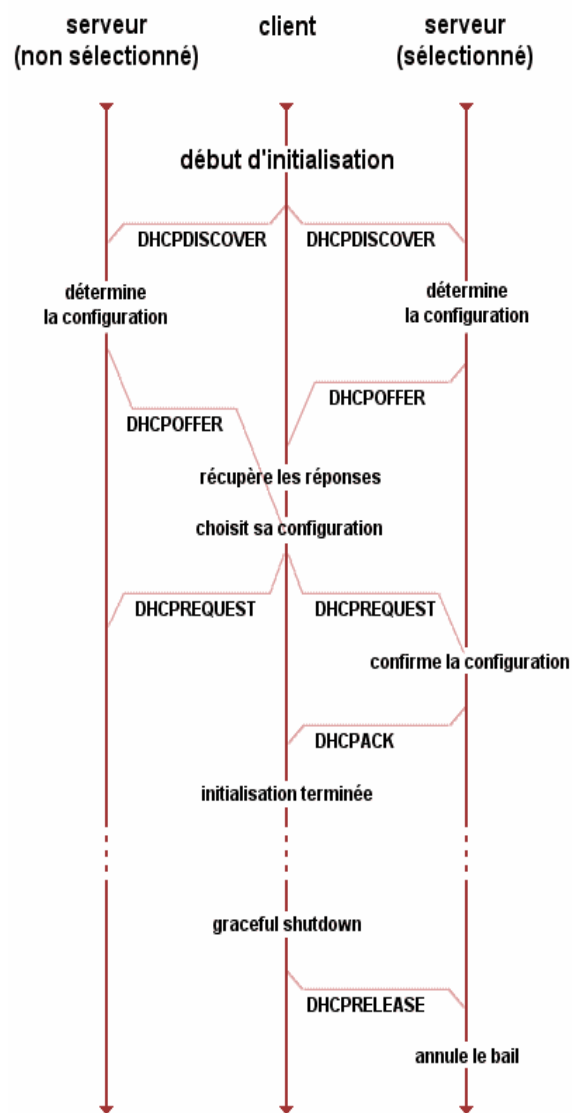 serveur
(non sélectionné)
client
serveur
(sélectionné)
début d'initialisation
DHCPDISCOVER
DHCPDISCOVER
détermine
la configuration
détermine
la configuration
DHCPOFFER
DHCPOFFER
récupère les réponses
choisit sa configuration
DHCPREQUEST
DHCPREQUEST
confirme la configuration
DHCPACK
initialisation terminée
graceful shutdown
DHCPRELEASE
annule le bail